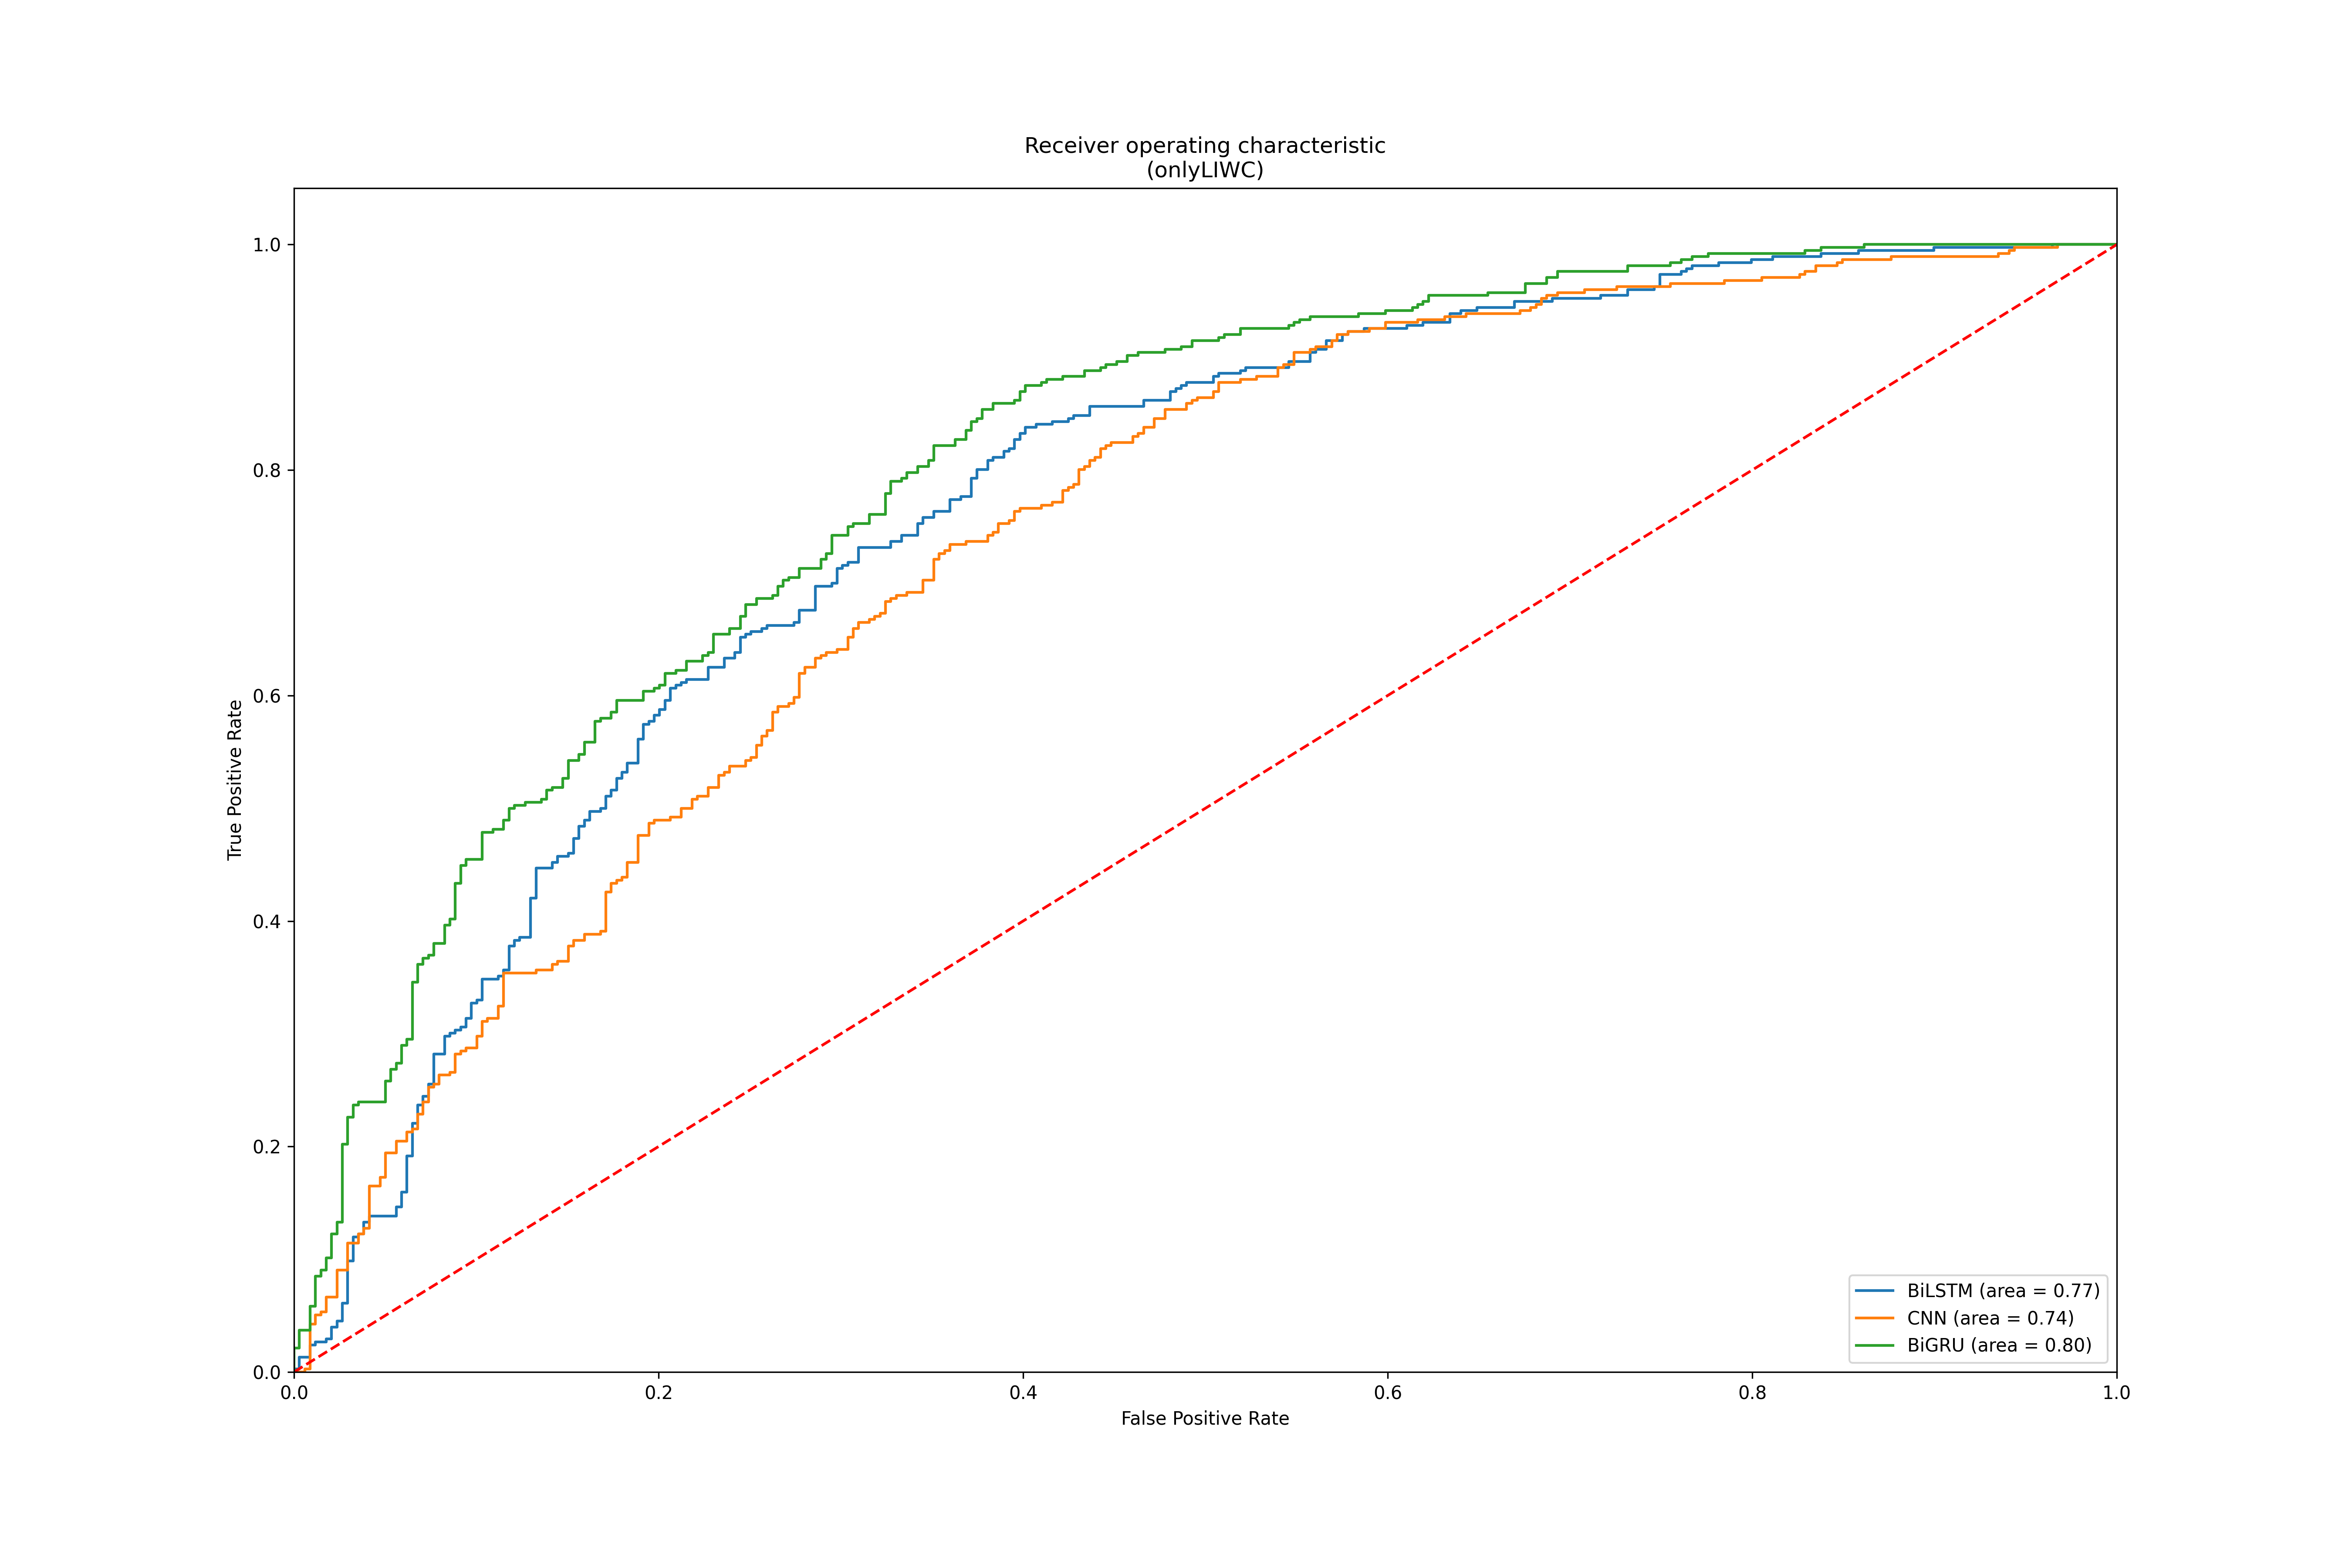 Receiver operating characteristic
(onlyLIWC)
1.0
0.8
0.6
0.4
0.2
0.0
True Positive Rate
0.0 0.2 0.4 0.6 0.8 1.0
False Positive Rate
BiLSTM (area = 0.77)
CNN (area = 0.74)
BiGRU (area = 0.80)